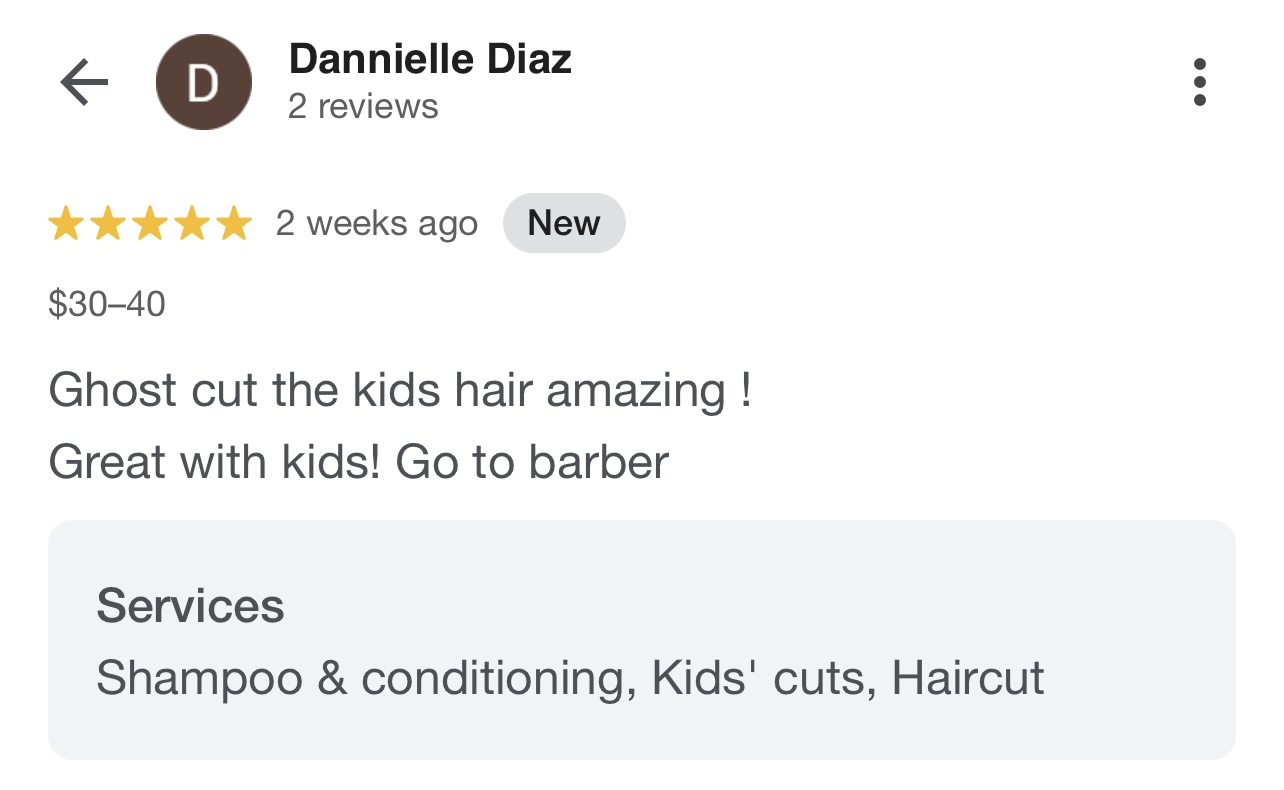 D
Dannielle Diaz
2 reviews
2 weeks ago New
$30–40
Ghost cut the kids hair amazing !
Great with kids! Go to barber
Services
Shampoo & conditioning, Kids' cuts, Haircut